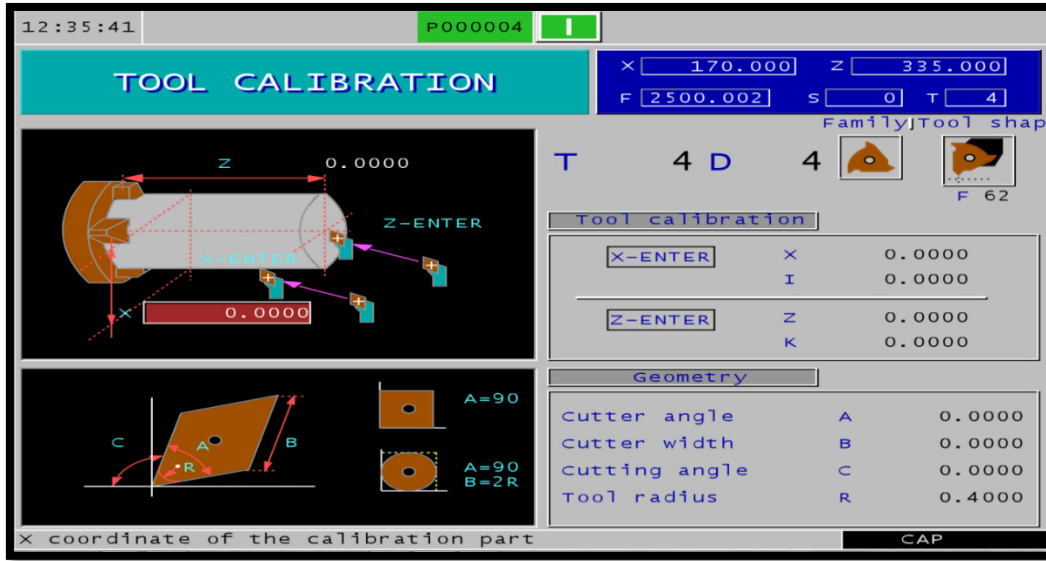 12:35:41 P000004
TOOL CALIBRATION
X 170.000 Z 335.000
F 2500.002 S 0 T 4
Family Tool shap
T 4 D 4
F 62
Z 0.0000
Z-ENTER
X-ENTER
X 0.0000
Tool calibration
X-ENTER X 0.0000
I 0.0000
Z-ENTER Z 0.0000
K 0.0000
C A B
R
A=90
A=90
B=2R
Geometry
Cutter angle A 0.0000
Cutter width B 0.0000
Cutting angle C 0.0000
Tool radius R 0.4000
X coordinate of the calibration part CAP